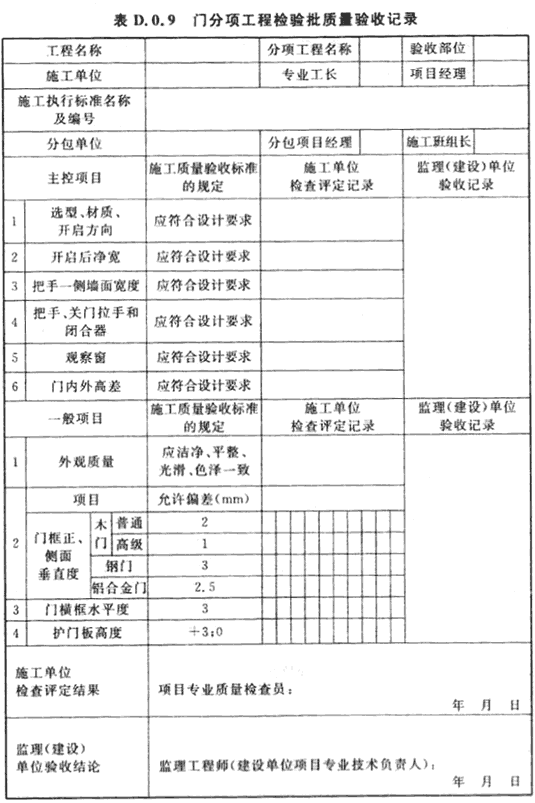 表 D.0.9 门分项工程检验批质量验收记录
工程名称 分项工程名称 验收部位
施工单位 专业工长 项目经理
施工执行标准名称
及编号
分包单位 分包项目经理 施工班组长
主控项目 施工质量验收标准 施工单位 监理(建设)单位
的规定 检查评定记录 验收记录
1 选型、材质、 应符合设计要求
开启方向
2 开启后净宽 应符合设计要求
3 把手一侧墙面宽度 应符合设计要求
4 把手、关门拉手和 应符合设计要求
闭合器
5 观察窗 应符合设计要求
6 门内外高差 应符合设计要求
一般项目 施工质量验收标准 施工单位 监理(建设)单位
的规定 检查评定记录 验收记录
1 外观质量 应洁净、平整、
光滑、色泽一致
项目 允许偏差(mm)
2 门框正、 木 普通 2
侧面 门 高级 1
垂直度 钢门 3
铝合金门 2.5
3 门横框水平度 3
4 护门板高度 +3;0
施工单位
检查评定结果 项目专业质量检查员:
年 月 日
监理(建设)
单位验收结论 监理工程师(建设单位项目专业技术负责人):
年 月 日